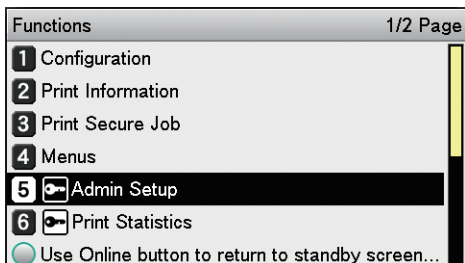 Functions 1/2 Page
1 Configuration
2 Print Information
3 Print Secure Job
4 Menus
5 Admin Setup
6 Print Statistics
Use Online button to return to standby screen...